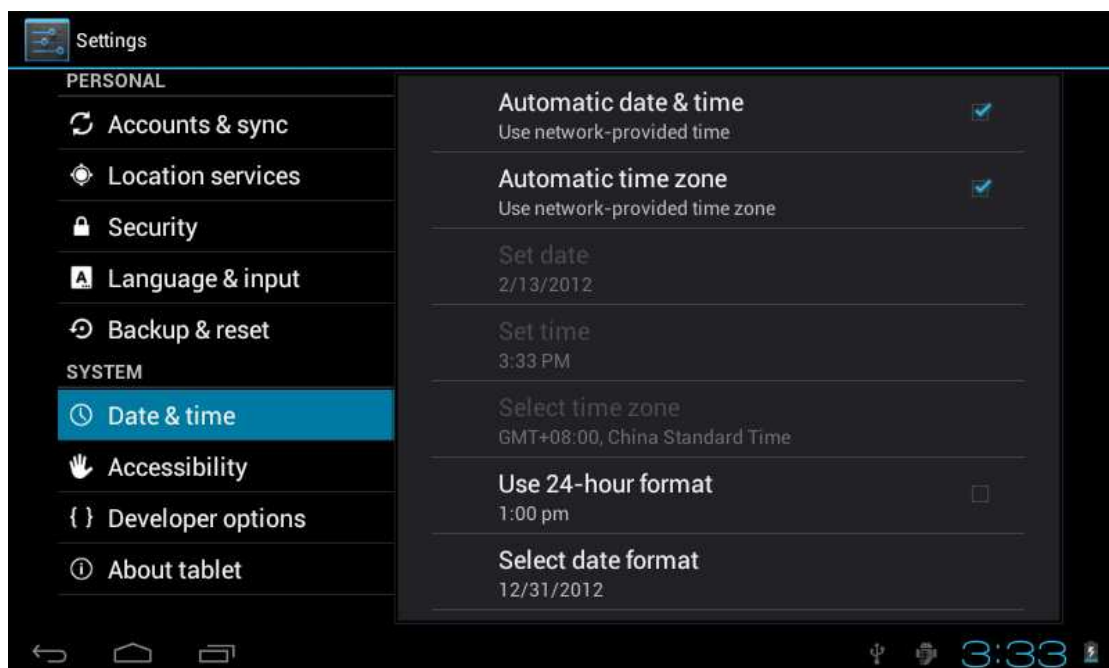 Settings
PERSONAL
Accounts & sync
Location services
Security
Language & input
Backup & reset
SYSTEM
Date & time
Accessibility
{ } Developer options
About tablet
Automatic date & time
Use network-provided time
Automatic time zone
Use network-provided time zone
Set date
2/13/2012
Set time
3:33 PM
Select time zone
GMT+08:00, China Standard Time
Use 24-hour format
1:00 pm
Select date format
12/31/2012
3:33